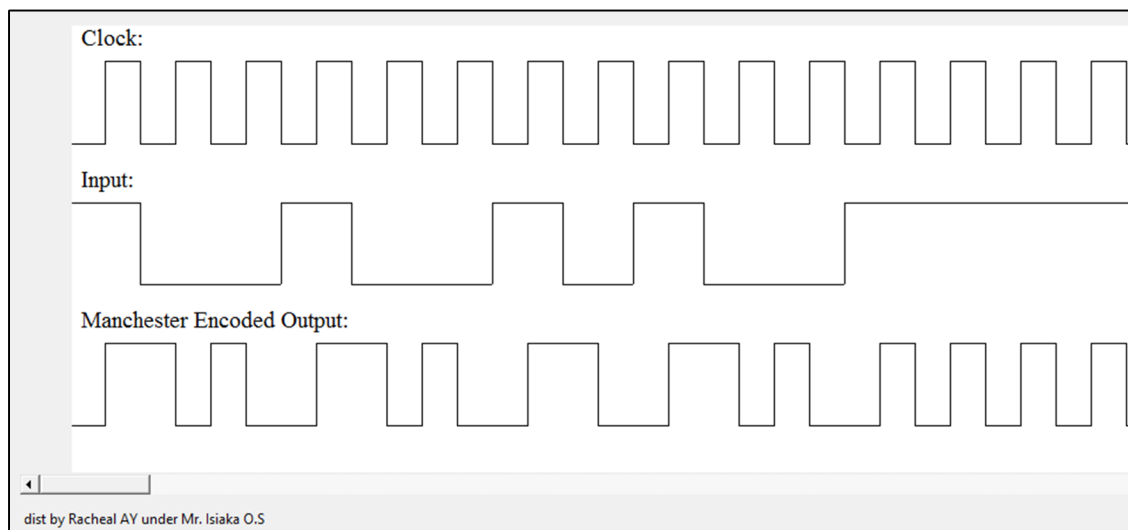 Clock:
Input:
Manchester Encoded Output:
dist by Racheal AY under Mr. Isiaka O.S